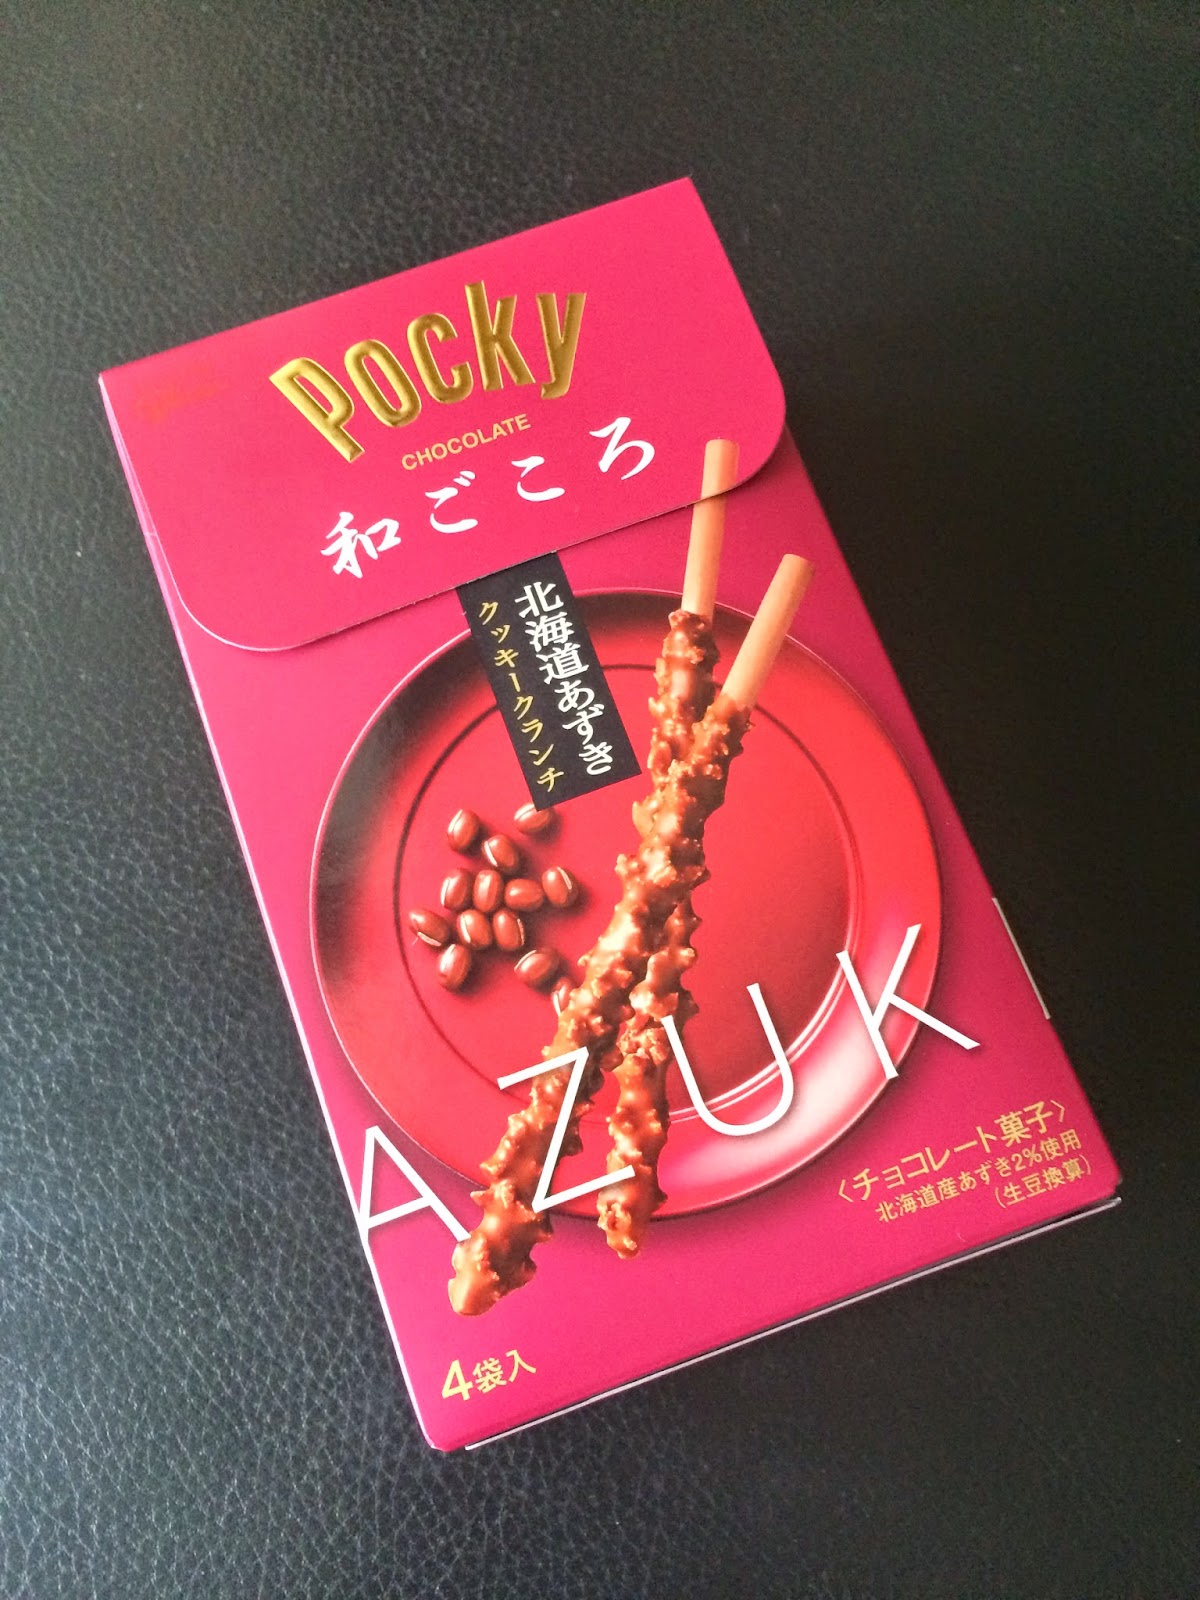 Glico
Pocky
CHOCOLATE
和ごころ
北海道あずき
クッキークランチ
AZUK
〈チョコレート菓子〉
北海道産あずき2%使用
(生豆換算)
4袋入